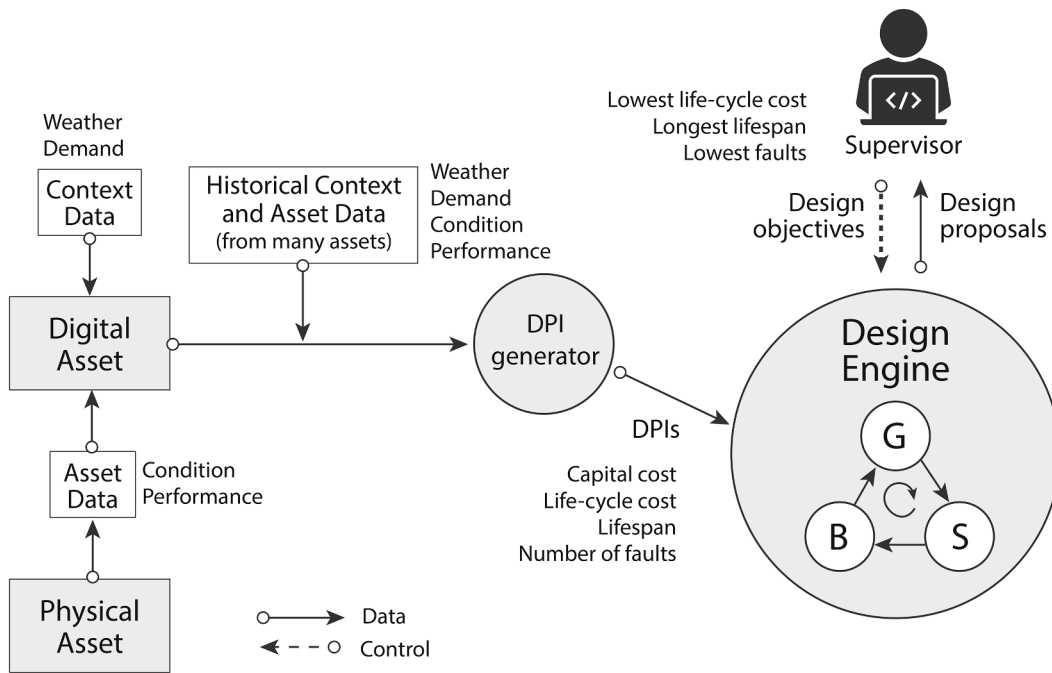 Weather
Demand
Context
Data
Historical Context
and Asset Data
(from many assets)
Weather
Demand
Condition
Performance
Lowest life-cycle cost
Longest lifespan
Lowest faults
</>
Supervisor
Design
objectives
Design
proposals
Digital
Asset
DPI
generator
Design
Engine
G
B
S
DPIs
Capital cost
Life-cycle cost
Lifespan
Number of faults
Asset
Data
Condition
Performance
Physical
Asset
Data
Control